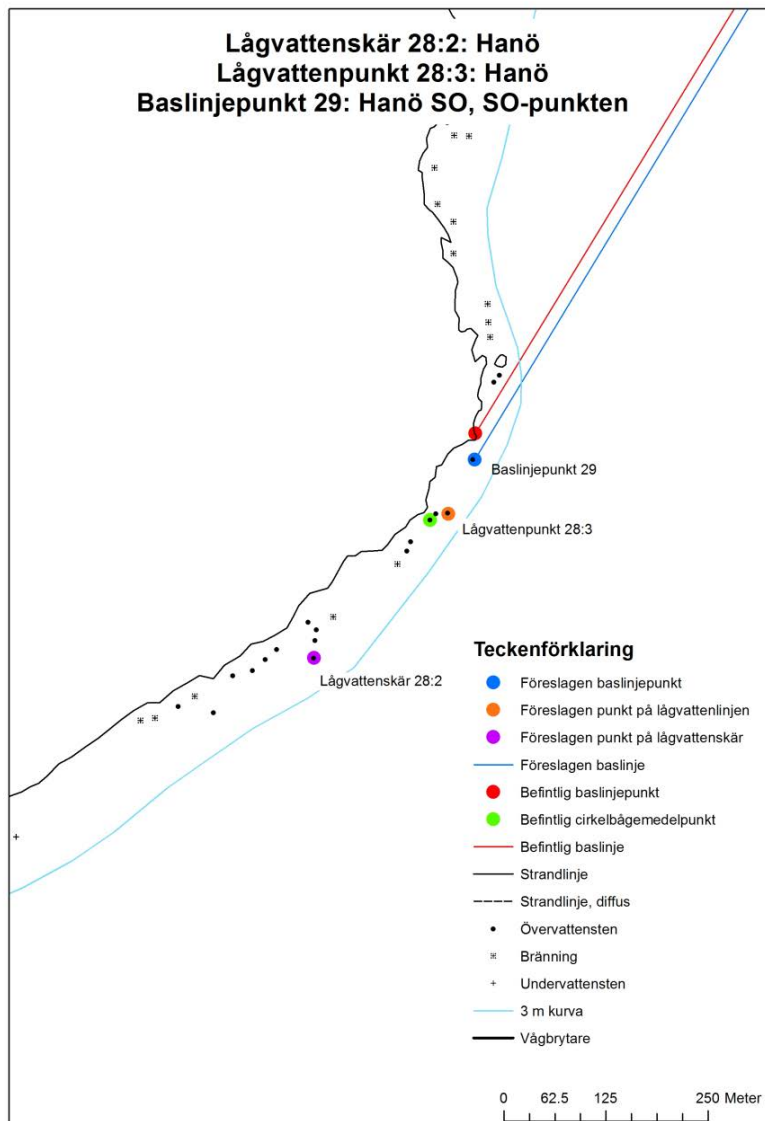 Lågvattenskär 28:2: Hanö
Lågvattenpunkt 28:3: Hanö
Baslinjepunkt 29: Hanö SO, SO-punkten
Baslinjepunkt 29
Lågvattenpunkt 28:3
Lågvattenskär 28:2
Teckenförklaring
Föreslagen baslinjepunkt
Föreslagen punkt på lågvattenlinjen
Föreslagen punkt på lågvattenskär
Föreslagen baslinje
Befintlig baslinjepunkt
Befintlig cirkelbågemedelpunkt
Befintlig baslinje
Strandlinje
Strandlinje, diffus
Övervattensten
Bränning
Undervattensten
3 m kurva
Vågbrytare
0 62.5 125 250 Meter